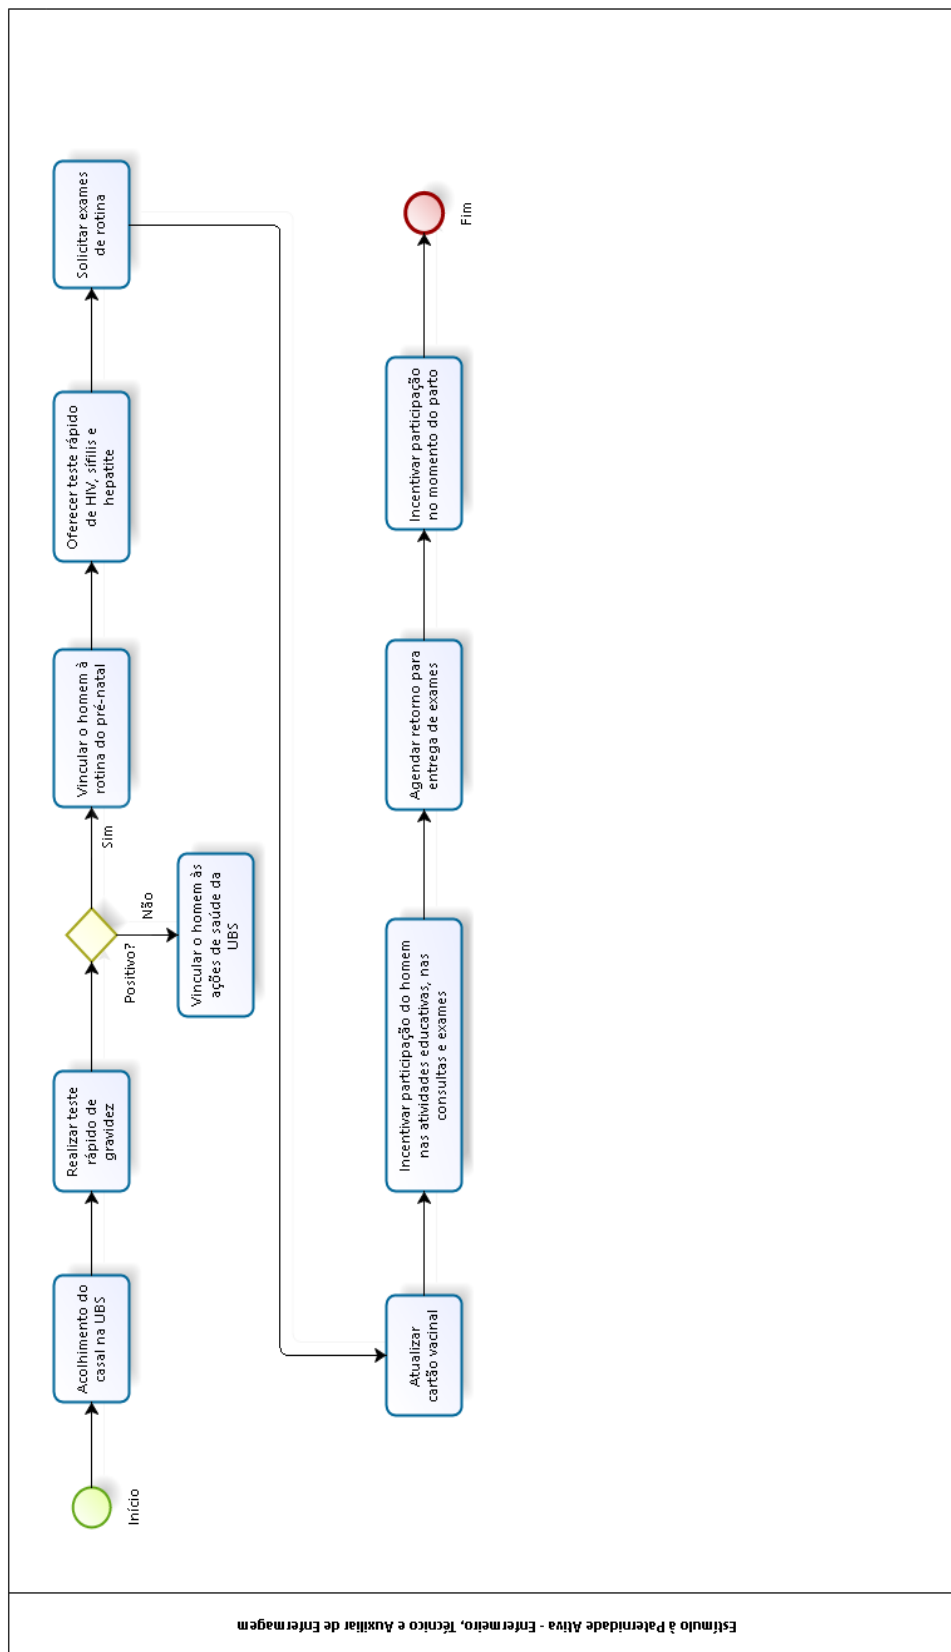 Estímulo à Paternidade Ativa - Enfermeiro, Técnico e Auxiliar de Enfermagem
Início
Acolhimento do
casal na UBS
Realizar teste
rápido de
gravidez
Positivo?
Não
Vincular o homem às
ações de saúde da
UBS
Sim
Vincular o homem à
rotina do pré-natal
Oferecer teste rápido
de HIV, sífilis e
hepatite
Solicitar exames
de rotina
Atualizar
cartão vacinal
Incentivar participação do homem
nas atividades educativas, nas
consultas e exames
Agendar retorno para
entrega de exames
Incentivar participação
no momento do parto
Fim